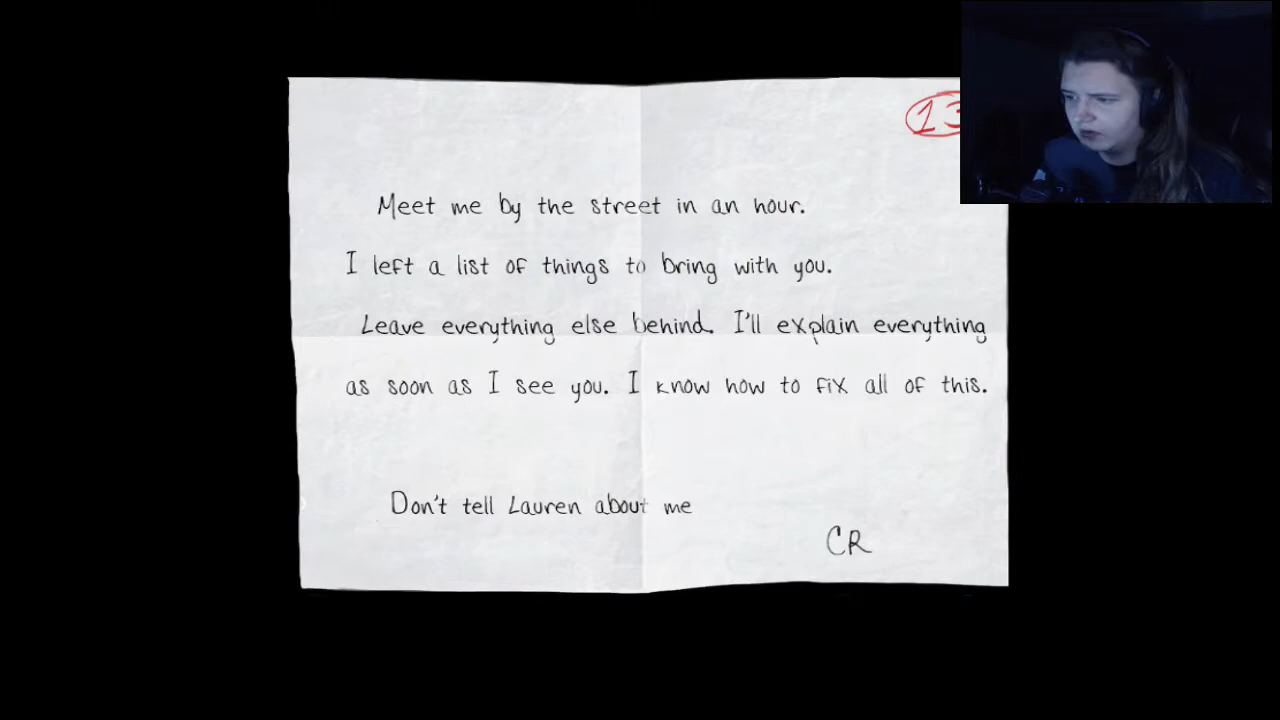 13
Meet me by the street in an hour.
I left a list of things to bring with you.
Leave everything else behind. I'll explain everything
as soon as I see you. I know how to fix all of this.
Don't tell Lauren about me
CR